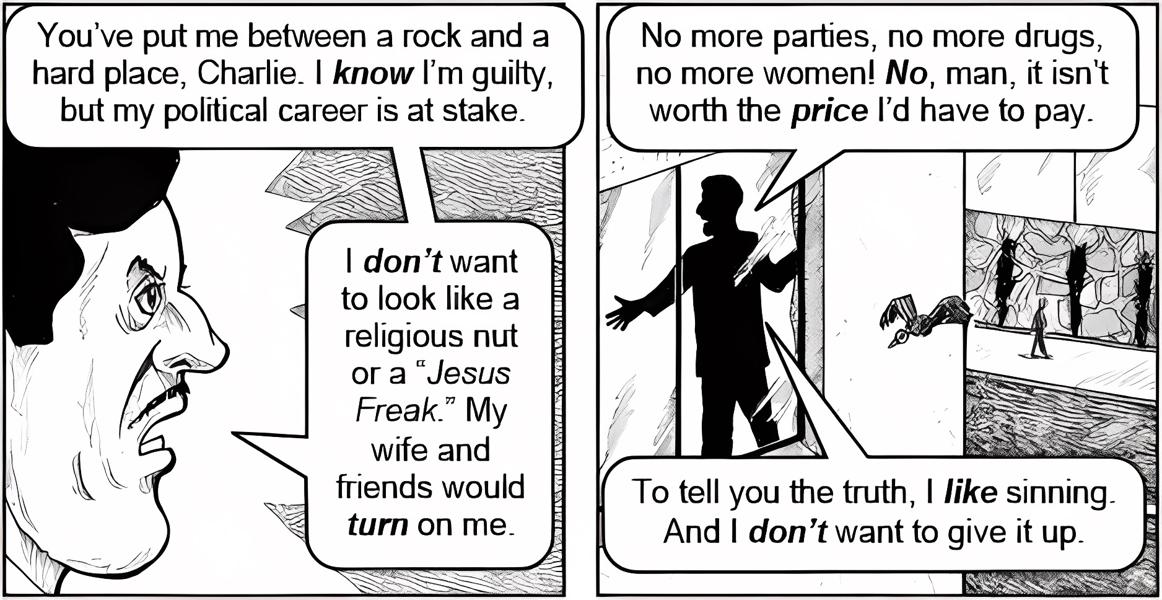 You've put me between a rock and a
hard place, Charlie. I know I'm guilty,
but my political career is at stake.
I don't want
to look like a
religious nut
or a "Jesus
Freak." My
wife and
friends would
turn on me.
No more parties, no more drugs,
no more women! No, man, it isn't
worth the price I'd have to pay.
To tell you the truth, I like sinning.
And I don't want to give it up.